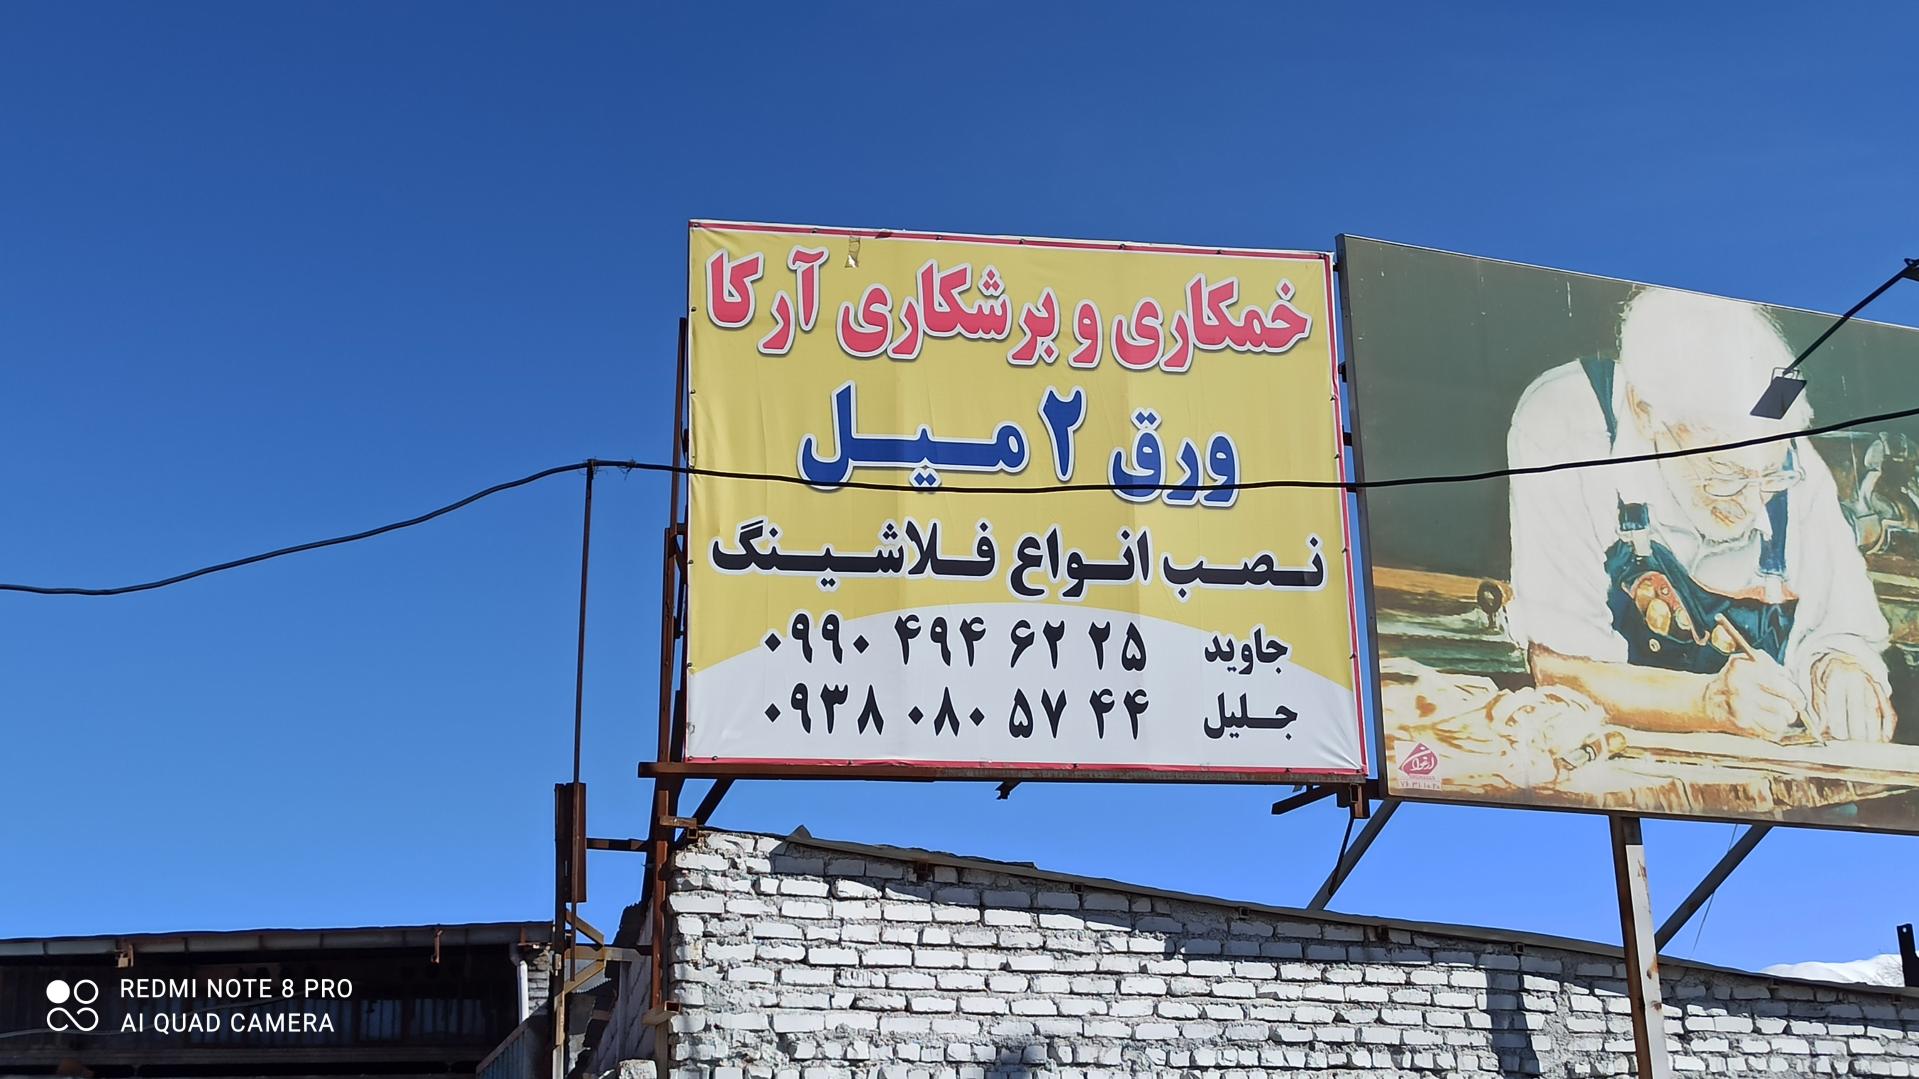 خمکاری و برشکاری آرکا
ورق ۲ میل
نصب انواع فلاشینگ
جاوید ۰۹۹۰ ۴۹۴ ۶۲ ۲۵
جلیل ۰۹۳۸ ۰۸۰ ۵۷ ۴۴
REDMI NOTE 8 PRO
AI QUAD CAMERA